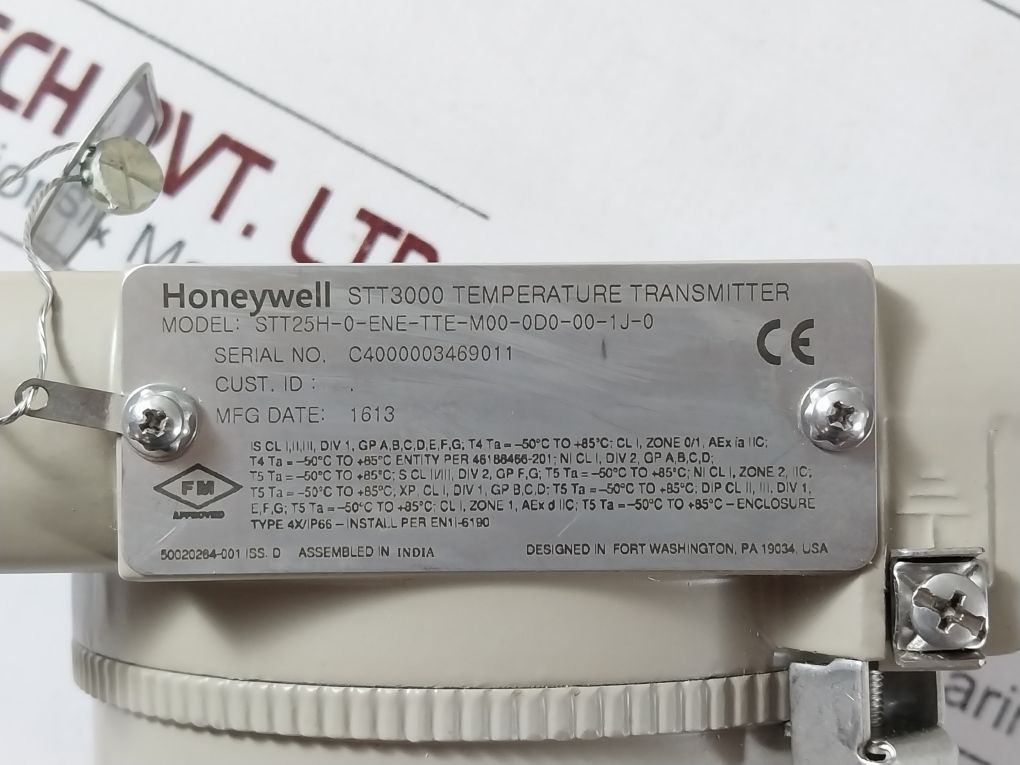 TECH PVT. LTD
Honeywell STT3000 TEMPERATURE TRANSMITTER
MODEL: STT25H-0-ENE-TTE-M00-0D0-00-1J-0
SERIAL NO. C4000003469011
CUST. ID : .
MFG DATE: 1613
CE
IS CL I,II,III, DIV 1, GP A,B,C,D,E,F,G; T4 Ta = -50°C TO +85°C; CL I, ZONE 0/1, AEx ia IIC;
T4 Ta = -50°C TO +85°C ENTITY PER 46188466-201; NI CL I, DIV 2, GP A,B,C,D;
T5 Ta = -50°C TO +85°C; S CL II/III, DIV 2, GP F,G; T5 Ta = -50°C TO +85°C; NI CL I, ZONE 2, IIC;
T5 Ta = -50°C TO +85°C, XP, CL I, DIV 1, GP B,C,D; T5 Ta = -50°C TO +85°C; DIP CL II, III, DIV 1,
E,F,G; T5 Ta = -50°C TO +85°C; CL I, ZONE 1, AEx d IIC; T5 Ta = -50°C TO +85°C - ENCLOSURE
TYPE 4X/IP66 - INSTALL PER EN1I-6190
FM
APPROVED
50020264-001 ISS. D ASSEMBLED IN INDIA DESIGNED IN FORT WASHINGTON, PA 19034, USA